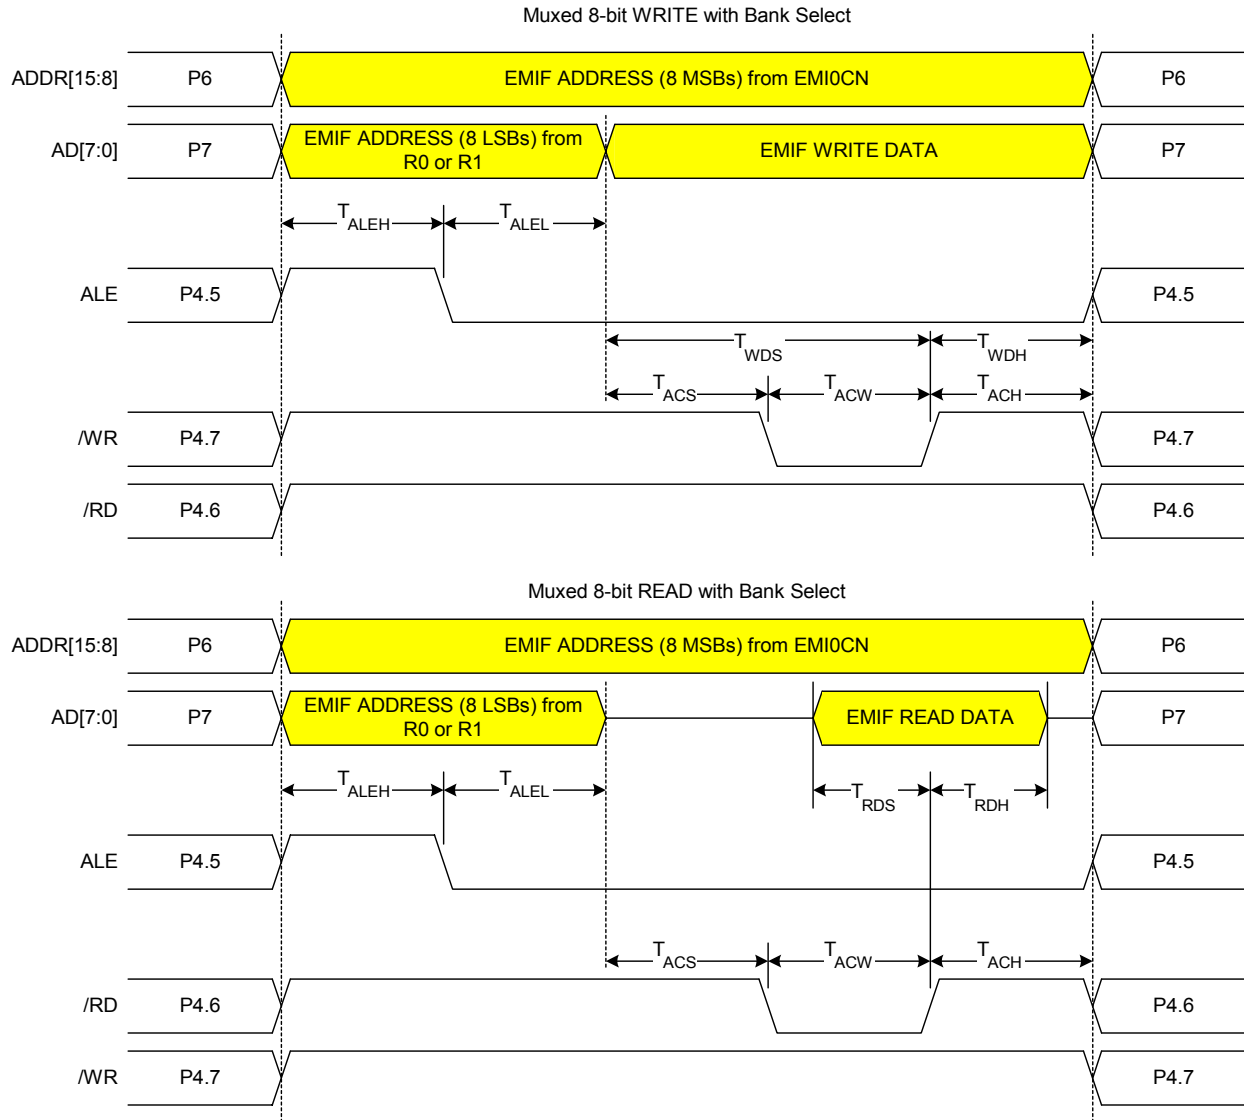 Muxed 8-bit WRITE with Bank Select
ADDR[15:8] P6 EMIF ADDRESS (8 MSBs) from EMI0CN P6
AD[7:0] P7 EMIF ADDRESS (8 LSBs) from
R0 or R1 EMIF WRITE DATA P7
TALEH TALEL
ALE P4.5 P4.5
TWDS TWDH
TACS TACW TACH
/WR P4.7 P4.7
/RD P4.6 P4.6
Muxed 8-bit READ with Bank Select
ADDR[15:8] P6 EMIF ADDRESS (8 MSBs) from EMI0CN P6
AD[7:0] P7 EMIF ADDRESS (8 LSBs) from
R0 or R1 EMIF READ DATA P7
TALEH TALEL TRDS TRDH
ALE P4.5 P4.5
TACS TACW TACH
/RD P4.6 P4.6
/WR P4.7 P4.7